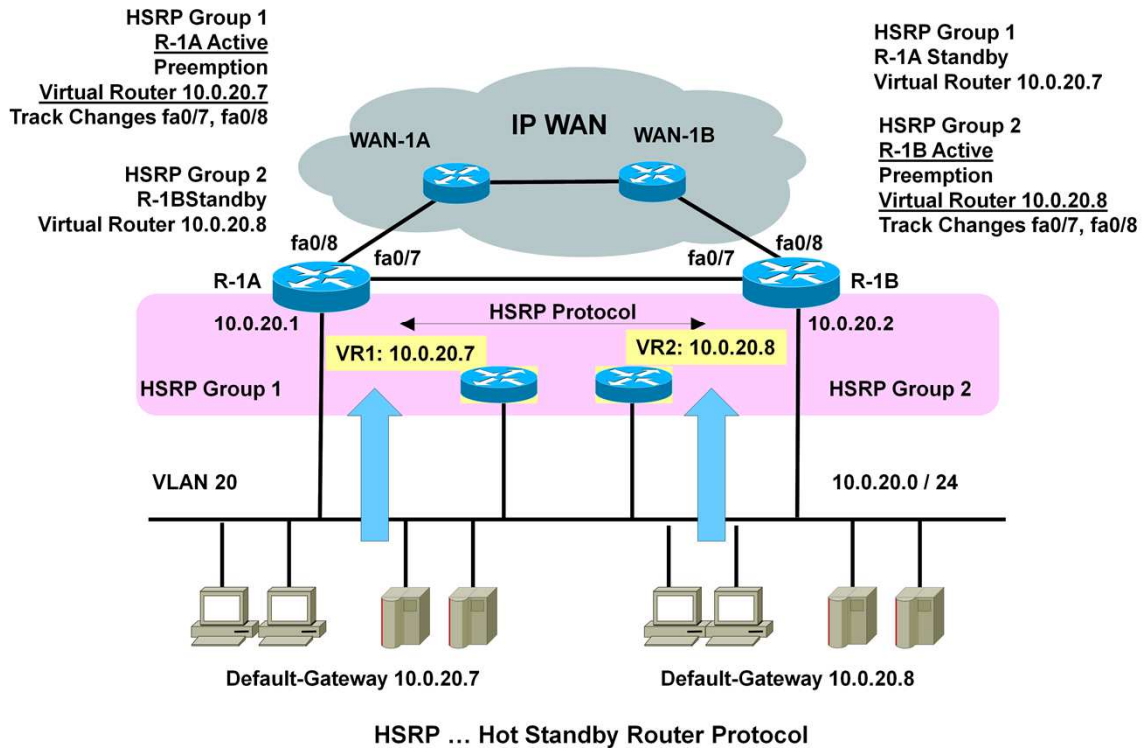 HSRP Group 1
R-1A Active
Preemption
Virtual Router 10.0.20.7
Track Changes fa0/7, fa0/8
HSRP Group 2
R-1BStandby
Virtual Router 10.0.20.8
HSRP Group 1
R-1A Standby
Virtual Router 10.0.20.7
HSRP Group 2
R-1B Active
Preemption
Virtual Router 10.0.20.8
Track Changes fa0/7, fa0/8
IP WAN
WAN-1A
WAN-1B
fa0/8
fa0/7
fa0/8
fa0/7
R-1A
R-1B
10.0.20.1
HSRP Protocol
10.0.20.2
VR1: 10.0.20.7
VR2: 10.0.20.8
HSRP Group 1
HSRP Group 2
VLAN 20
10.0.20.0 / 24
Default-Gateway 10.0.20.7
Default-Gateway 10.0.20.8
HSRP … Hot Standby Router Protocol